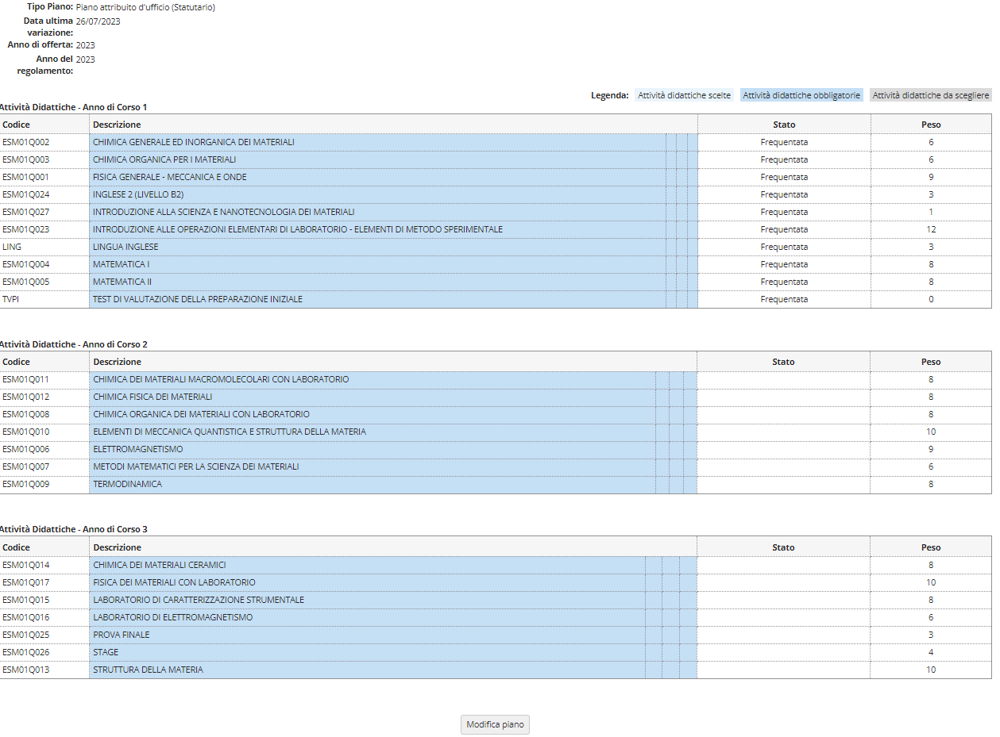 Tipo Piano: Piano attribuito d'ufficio (Statutario)
Data ultima variazione: 26/07/2023
Anno di offerta: 2023
Anno del regolamento: 2023
Legenda: Attività didattiche scelte Attività didattiche obbligatorie Attività didattiche da scegliere
Attività Didattiche - Anno di Corso 1
Codice Descrizione Stato Peso
ESM01Q002 CHIMICA GENERALE ED INORGANICA DEI MATERIALI Frequentata 6
ESM01Q003 CHIMICA ORGANICA PER I MATERIALI Frequentata 6
ESM01Q001 FISICA GENERALE - MECCANICA E ONDE Frequentata 9
ESM01Q024 INGLESE 2 (LIVELLO B2) Frequentata 3
ESM01Q027 INTRODUZIONE ALLA SCIENZA E NANOTECNOLOGIA DEI MATERIALI Frequentata 1
ESM01Q023 INTRODUZIONE ALLE OPERAZIONI ELEMENTARI DI LABORATORIO - ELEMENTI DI METODO SPERIMENTALE Frequentata 12
LING LINGUA INGLESE Frequentata 3
ESM01Q004 MATEMATICA I Frequentata 8
ESM01Q005 MATEMATICA II Frequentata 8
TVPI TEST DI VALUTAZIONE DELLA PREPARAZIONE INIZIALE Frequentata 0
Attività Didattiche - Anno di Corso 2
Codice Descrizione Stato Peso
ESM01Q011 CHIMICA DEI MATERIALI MACROMOLECOLARI CON LABORATORIO 8
ESM01Q012 CHIMICA FISICA DEI MATERIALI 8
ESM01Q008 CHIMICA ORGANICA DEI MATERIALI CON LABORATORIO 8
ESM01Q010 ELEMENTI DI MECCANICA QUANTISTICA E STRUTTURA DELLA MATERIA 10
ESM01Q006 ELETTROMAGNETISMO 9
ESM01Q007 METODI MATEMATICI PER LA SCIENZA DEI MATERIALI 6
ESM01Q009 TERMODINAMICA 8
Attività Didattiche - Anno di Corso 3
Codice Descrizione Stato Peso
ESM01Q014 CHIMICA DEI MATERIALI CERAMICI 8
ESM01Q017 FISICA DEI MATERIALI CON LABORATORIO 10
ESM01Q015 LABORATORIO DI CARATTERIZZAZIONE STRUMENTALE 8
ESM01Q016 LABORATORIO DI ELETTROMAGNETISMO 6
ESM01Q025 PROVA FINALE 3
ESM01Q026 STAGE 4
ESM01Q013 STRUTTURA DELLA MATERIA 10
Modifica piano